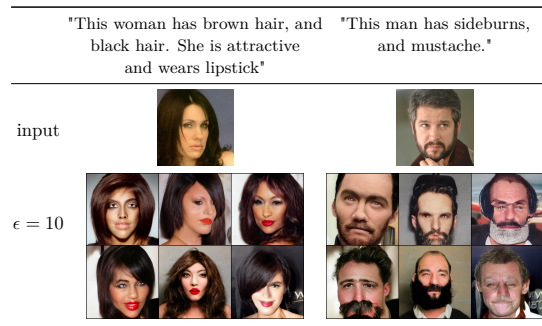 "This woman has brown hair, and
black hair. She is attractive
and wears lipstick"
"This man has sideburns,
and mustache."
input
ϵ = 10